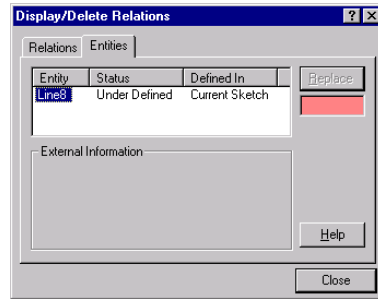 Display/Delete Relations
Relations Entities
Entity Status Defined In Replace
Line8 Under Defined Current Sketch
External Information
Help
Close